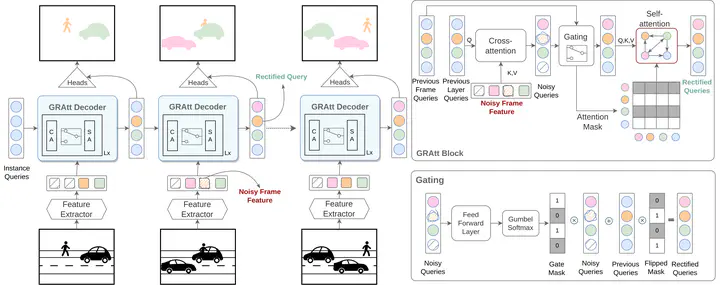 Heads
Heads
Heads
Rectified Query
GRAtt Decoder
GRAtt Decoder
GRAtt Decoder
C
A
S
A
Lx
C
A
S
A
Lx
C
A
S
A
Lx
Instance
Queries
Noisy Frame
Feature
Feature
Extractor
Feature
Extractor
Feature
Extractor
Self-
attention
Gating
Cross-
attention
Q
K,V
Q,K,V
Previous
Frame
Queries
Previous
Layer
Queries
Noisy Frame
Feature
Noisy
Queries
Attention
Mask
Rectified
Queries
GRAtt Block
Gating
Feed
Forward
Layer
Gumbel
Softmax
1
0
1
0
0
1
0
1
=
Noisy
Queries
Gate
Mask
Noisy
Queries
Previous
Queries
Flipped
Mask
Rectified
Queries